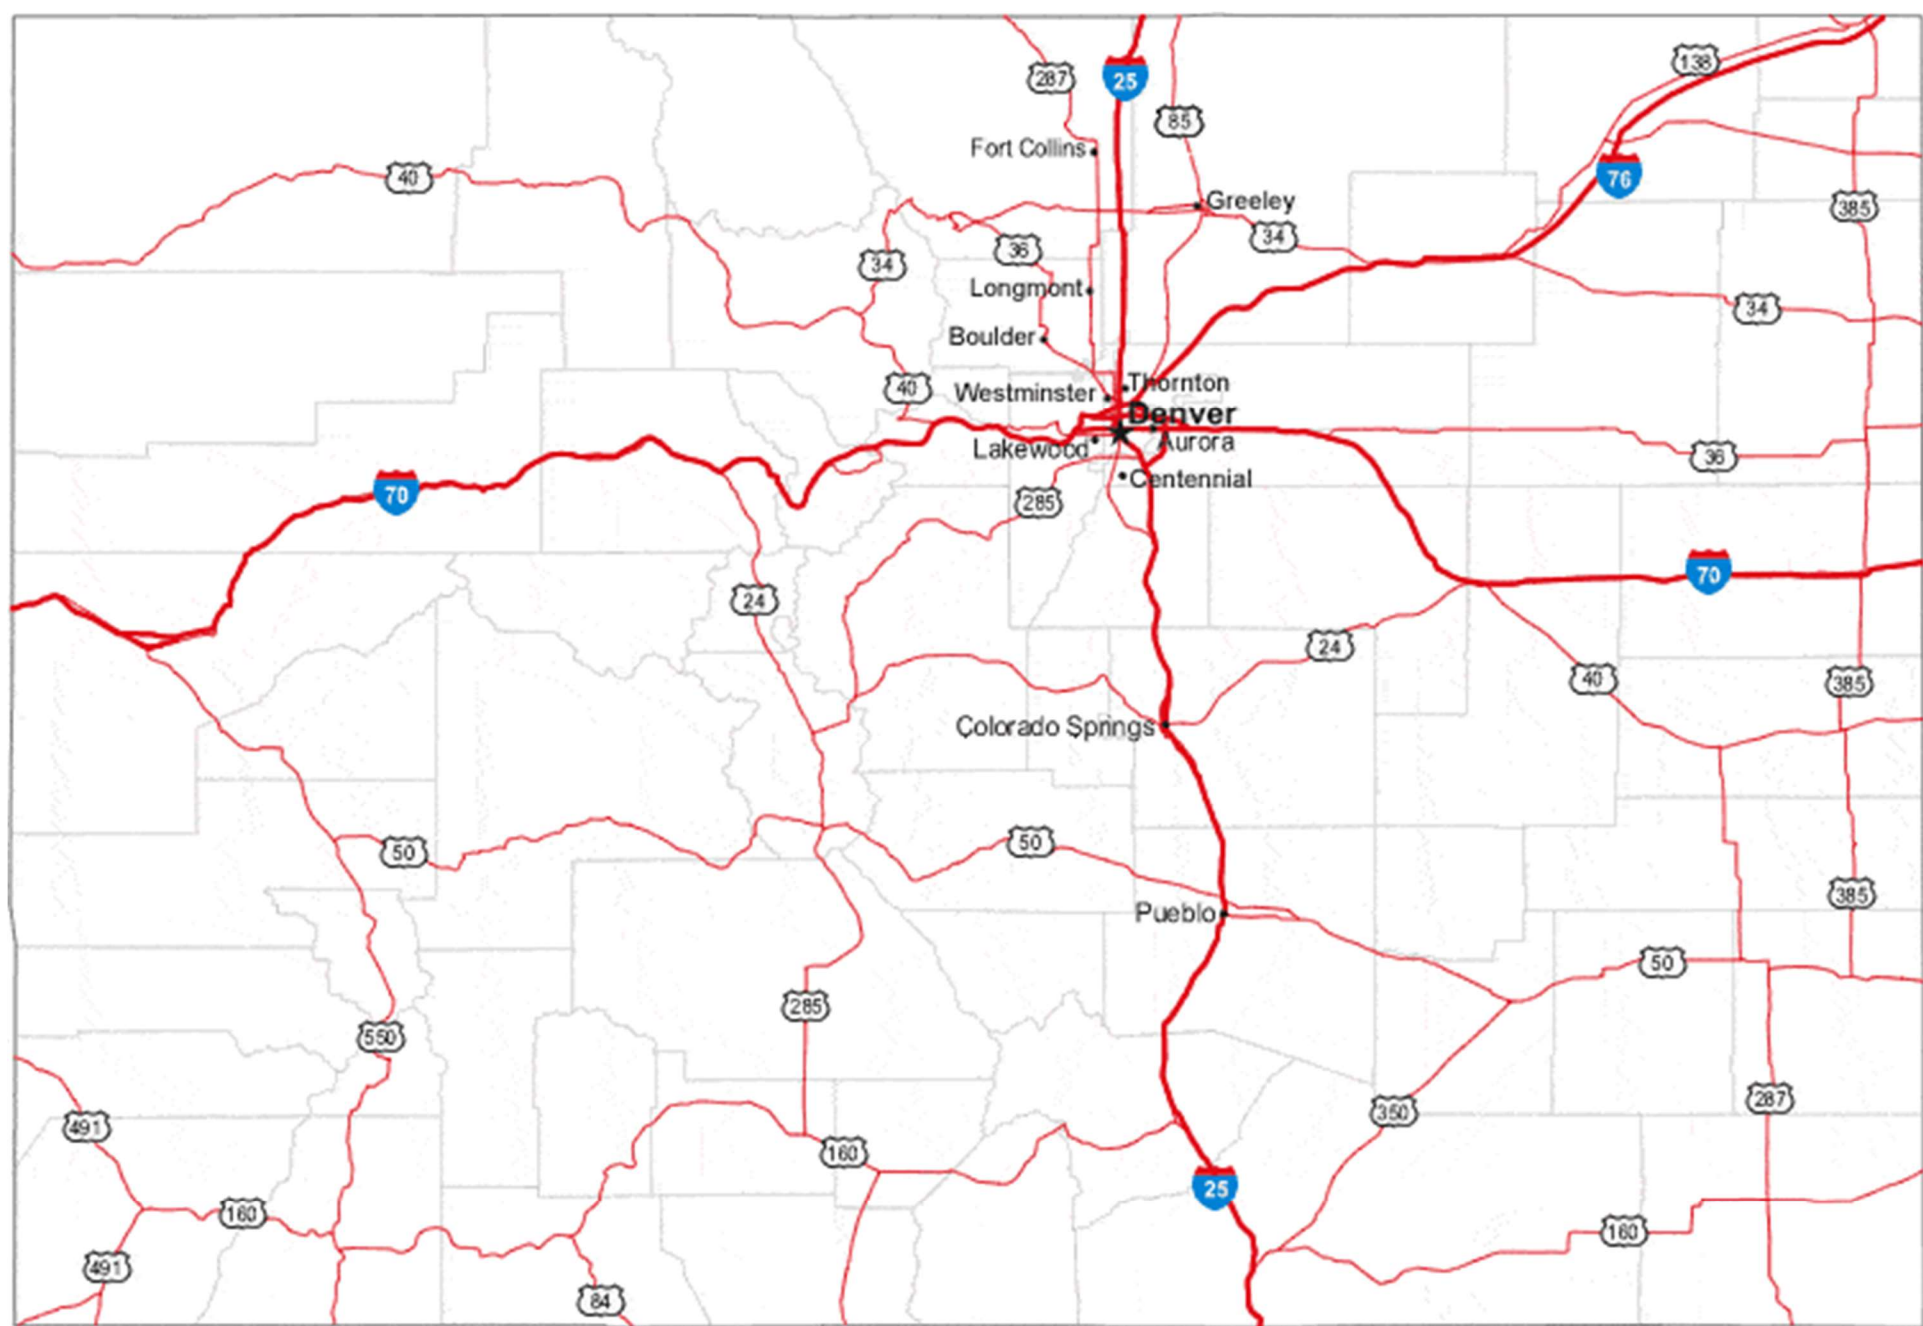 138
287
25
85
Fort Collins
76
40
Greeley
385
34
36
34
Longmont
34
Boulder
40
Thornton
Westminster
Denver
Aurora
Lakewood
36
Centennial
70
285
70
24
24
40
385
Colorado Springs
50
50
385
Pueblo
50
285
550
287
350
491
160
25
160
160
491
84